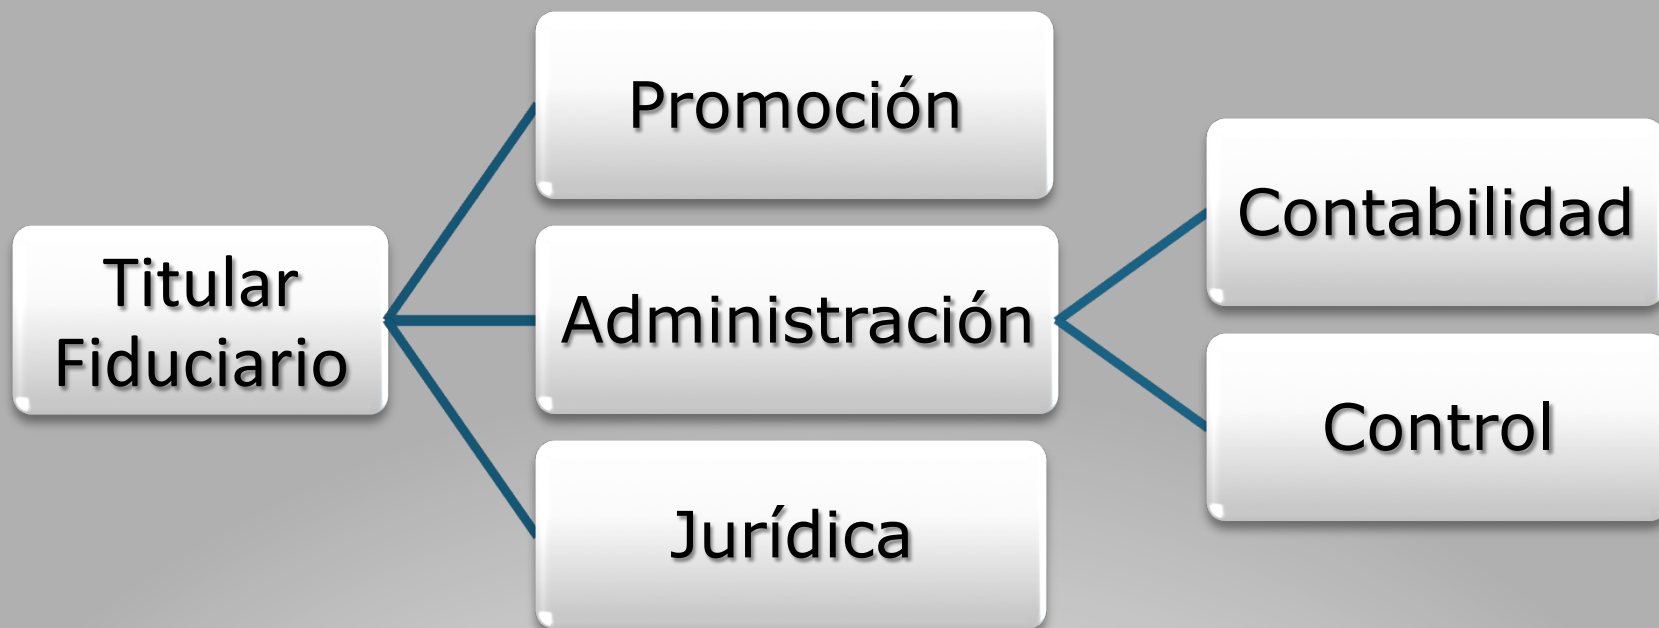 Titular
Fiduciario
Promoción
Administración
Jurídica
Contabilidad
Control